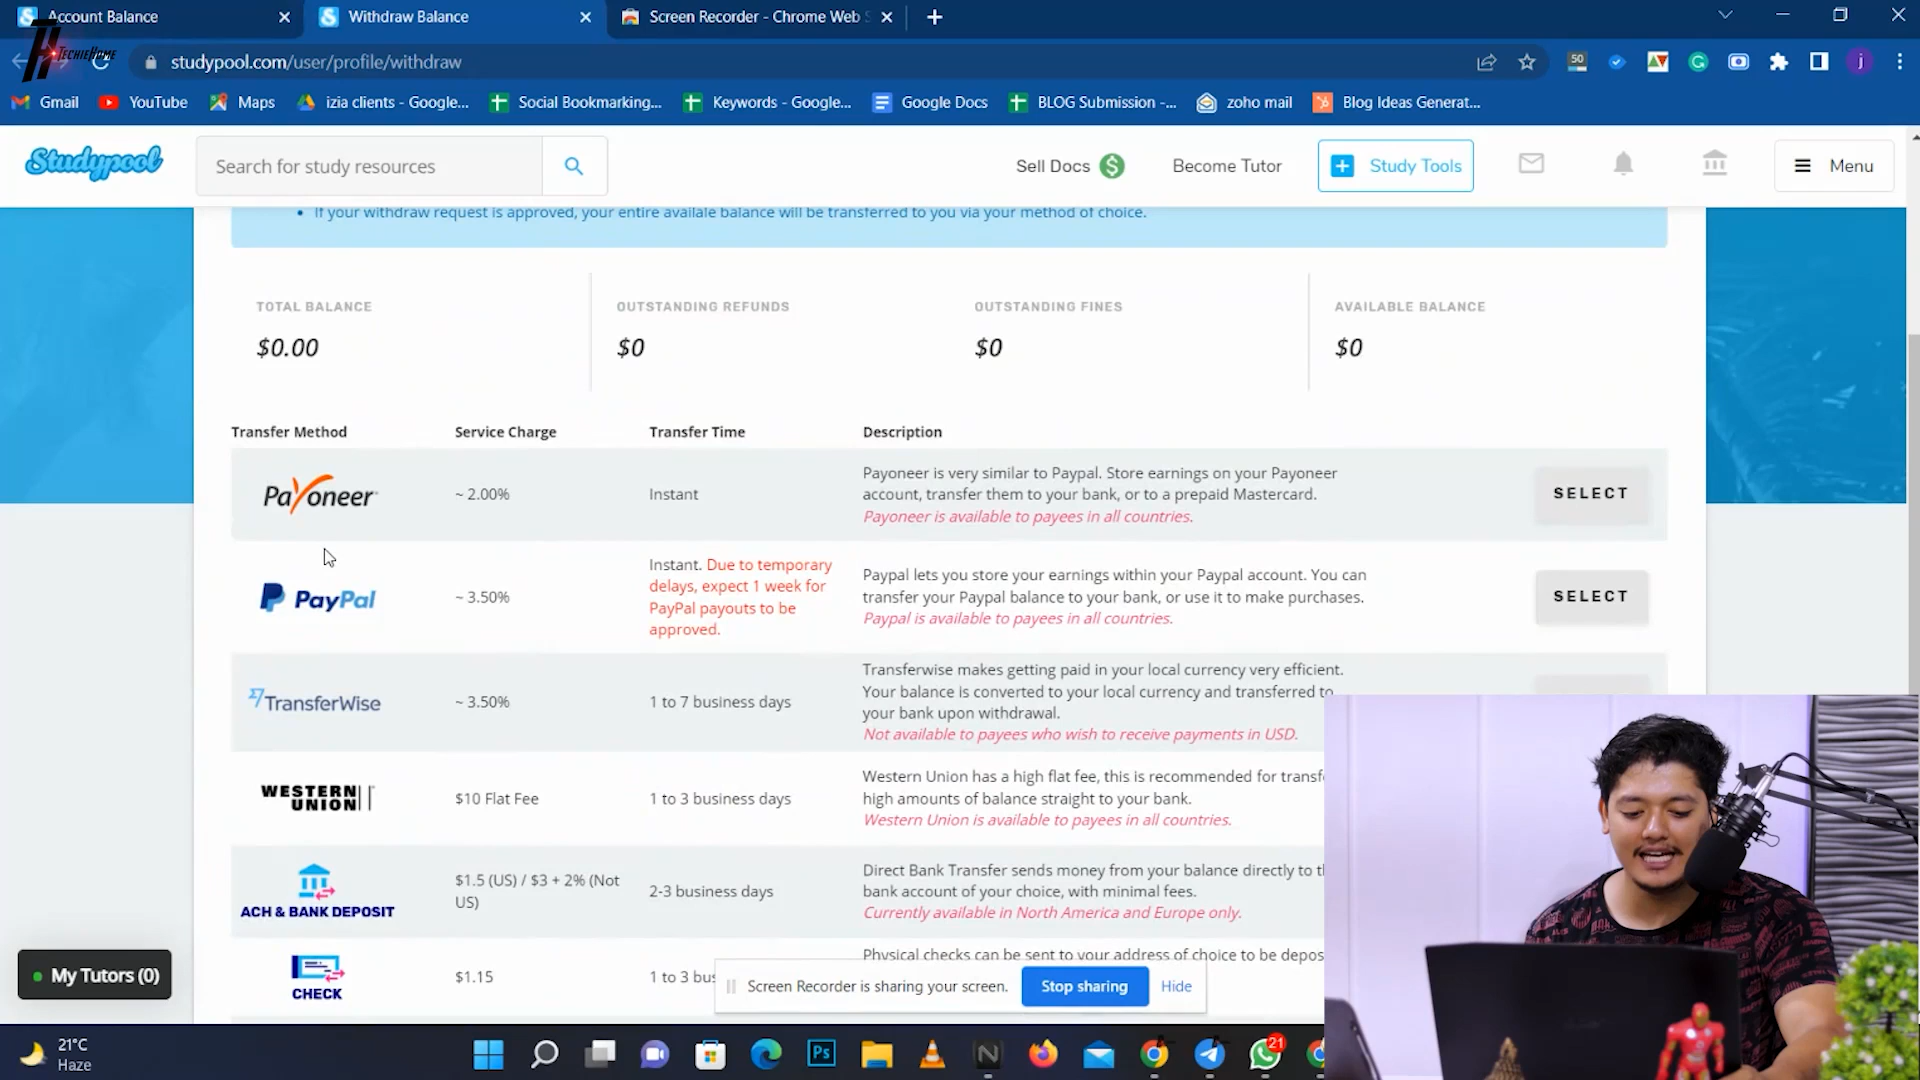 Account Balance
Withdraw Balance
Screen Recorder - Chrome Web S
TECHIEHOME
studypool.com/user/profile/withdraw
50
j
Gmail
YouTube
Maps
izia clients - Google...
Social Bookmarking...
Keywords - Google...
Google Docs
BLOG Submission -...
zoho mail
Blog Ideas Generat...
Studypool
Search for study resources
Sell Docs $
Become Tutor
Study Tools
Menu
If your withdraw request is approved, your entire availale balance will be transferred to you via your method of choice.
TOTAL BALANCE
$0.00
OUTSTANDING REFUNDS
$0
OUTSTANDING FINES
$0
AVAILABLE BALANCE
$0
Transfer Method
Service Charge
Transfer Time
Description
Payoneer
~ 2.00%
Instant
Payoneer is very similar to Paypal. Store earnings on your Payoneer
account, transfer them to your bank, or to a prepaid Mastercard.
Payoneer is available to payees in all countries.
SELECT
PayPal
~ 3.50%
Instant. Due to temporary
delays, expect 1 week for
PayPal payouts to be
approved.
Paypal lets you store your earnings within your Paypal account. You can
transfer your Paypal balance to your bank, or use it to make purchases.
Paypal is available to payees in all countries.
SELECT
TransferWise
~ 3.50%
1 to 7 business days
Transferwise makes getting paid in your local currency very efficient.
Your balance is converted to your local currency and transferred to
your bank upon withdrawal.
Not available to payees who wish to receive payments in USD.
WESTERN
UNION
$10 Flat Fee
1 to 3 business days
Western Union has a high flat fee, this is recommended for transf
high amounts of balance straight to your bank.
Western Union is available to payees in all countries.
ACH & BANK DEPOSIT
$1.5 (US) / $3 + 2% (Not
US)
2-3 business days
Direct Bank Transfer sends money from your balance directly to th
bank account of your choice, with minimal fees.
Currently available in North America and Europe only.
CHECK
$1.15
1 to 3 bus
Physical checks can be sent to your address of choice to be depos
My Tutors (0)
Screen Recorder is sharing your screen.
Stop sharing
Hide
21°C
Haze
Ps
N
21